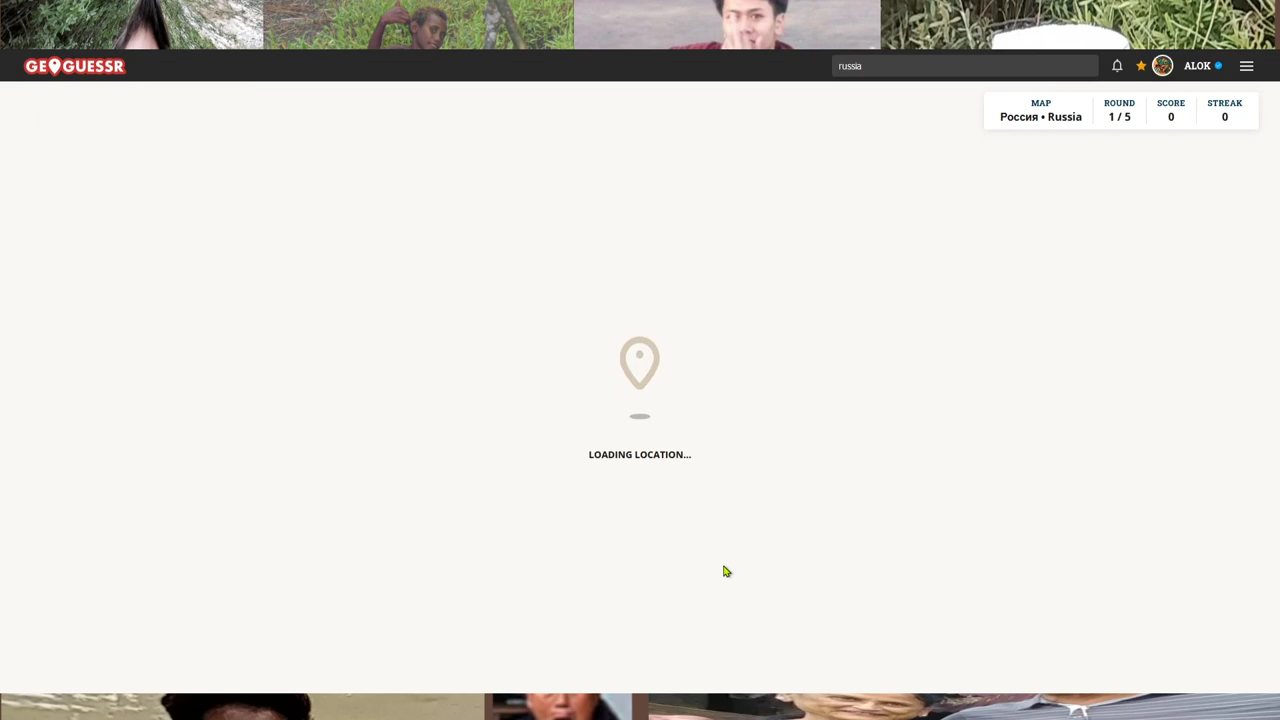 GEOGUESSR
russia
ALOK
MAP
ROUND
SCORE
STREAK
Россия • Russia
1 / 5
0
0
LOADING LOCATION...